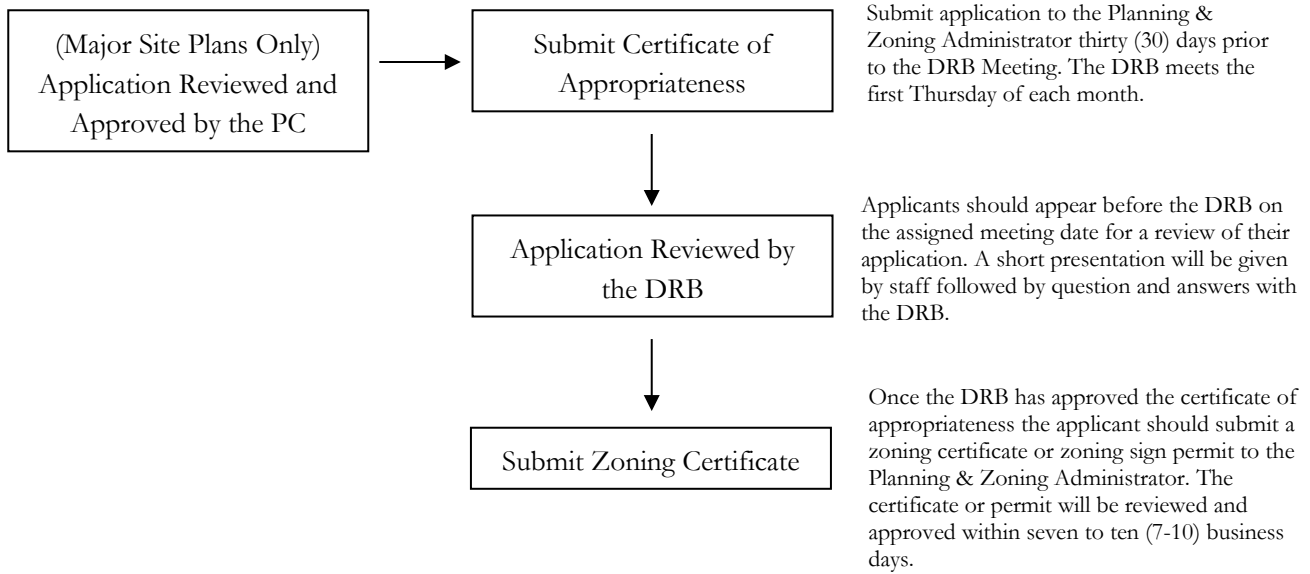 (Major Site Plans Only)
Application Reviewed and
Approved by the PC
Submit Certificate of
Appropriateness
Submit application to the Planning &
Zoning Administrator thirty (30) days prior
to the DRB Meeting. The DRB meets the
first Thursday of each month.
Application Reviewed by
the DRB
Applicants should appear before the DRB on
the assigned meeting date for a review of their
application. A short presentation will be given
by staff followed by question and answers with
the DRB.
Submit Zoning Certificate
Once the DRB has approved the certificate of
appropriateness the applicant should submit a
zoning certificate or zoning sign permit to the
Planning & Zoning Administrator. The
certificate or permit will be reviewed and
approved within seven to ten (7-10) business
days.